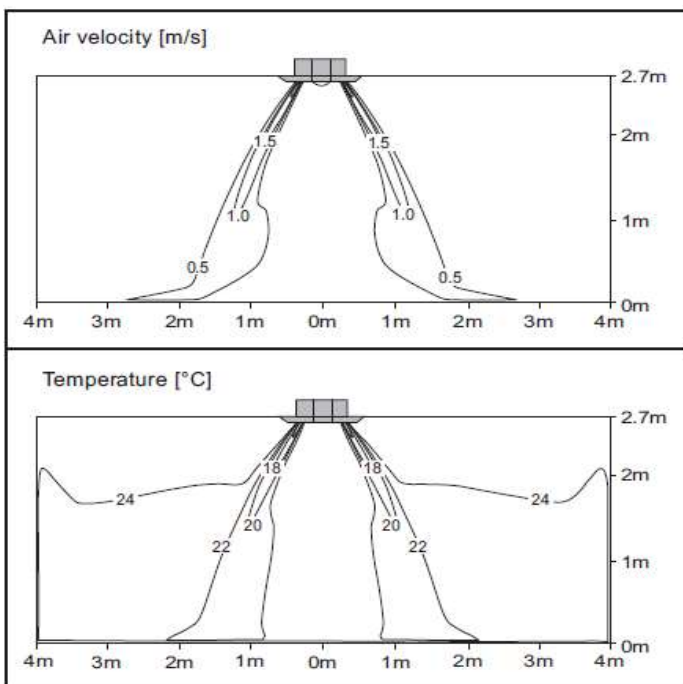 Air velocity [m/s]
2.7m
2m
1.5 1.5
1.0 1.0
1m
0.5 0.5
0m
4m 3m 2m 1m 0m 1m 2m 3m 4m
Temperature [°C]
2.7m
18 18
2m
24 24
20 20
22 22
1m
0m
4m 3m 2m 1m 0m 1m 2m 3m 4m